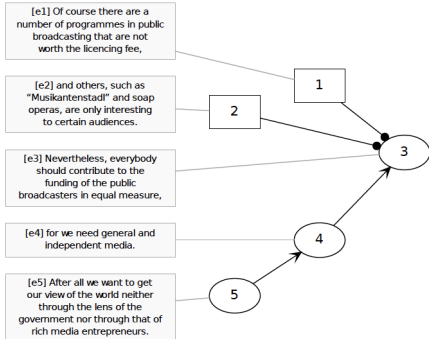 [e1] Of course there are a
number of programmes in public
broadcasting that are not
worth the licencing fee,
1
[e2] and others, such as
“Musikantenstadl” and soap
operas, are only interesting
to certain audiences.
2
3
[e3] Nevertheless, everybody
should contribute to the
funding of the public
broadcasters in equal measure,
[e4] for we need general and
independent media.
4
[e5] After all we want to get
our view of the world neither
through the lens of the
government nor through that of
rich media entrepreneurs.
5